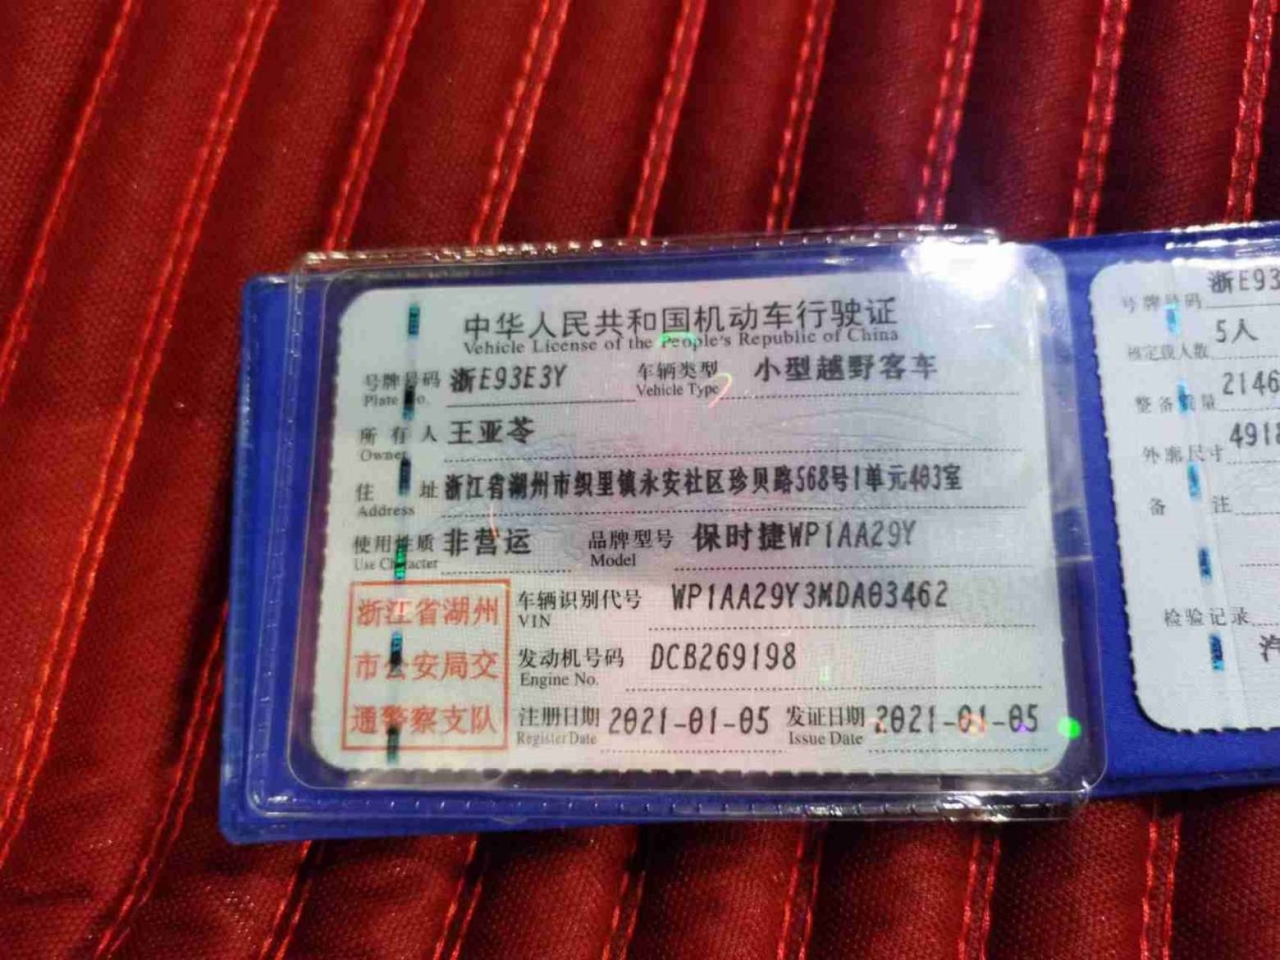 中华人民共和国机动车行驶证
Vehicle License of the People's Republic of China
号牌号码 浙E93E3Y 车辆类型 小型越野客车
Plate No. Vehicle Type
所有人 王亚苓
Owner
住址 浙江省湖州市织里镇永安社区珍贝路568号1单元403室
Address
使用性质 非营运 品牌型号 保时捷WP1AA29Y
Use Character Model
浙江省湖州
市公安局交
通警察支队
车辆识别代号 WP1AA29Y3MDA03462
VIN
发动机号码 DCB269198
Engine No.
注册日期 2021-01-05 发证日期 2021-01-05
Register Date Issue Date
号牌号码 浙E93
核定载人数 5人
整备质量 2146
外廓尺寸 4918
备注
检验记录